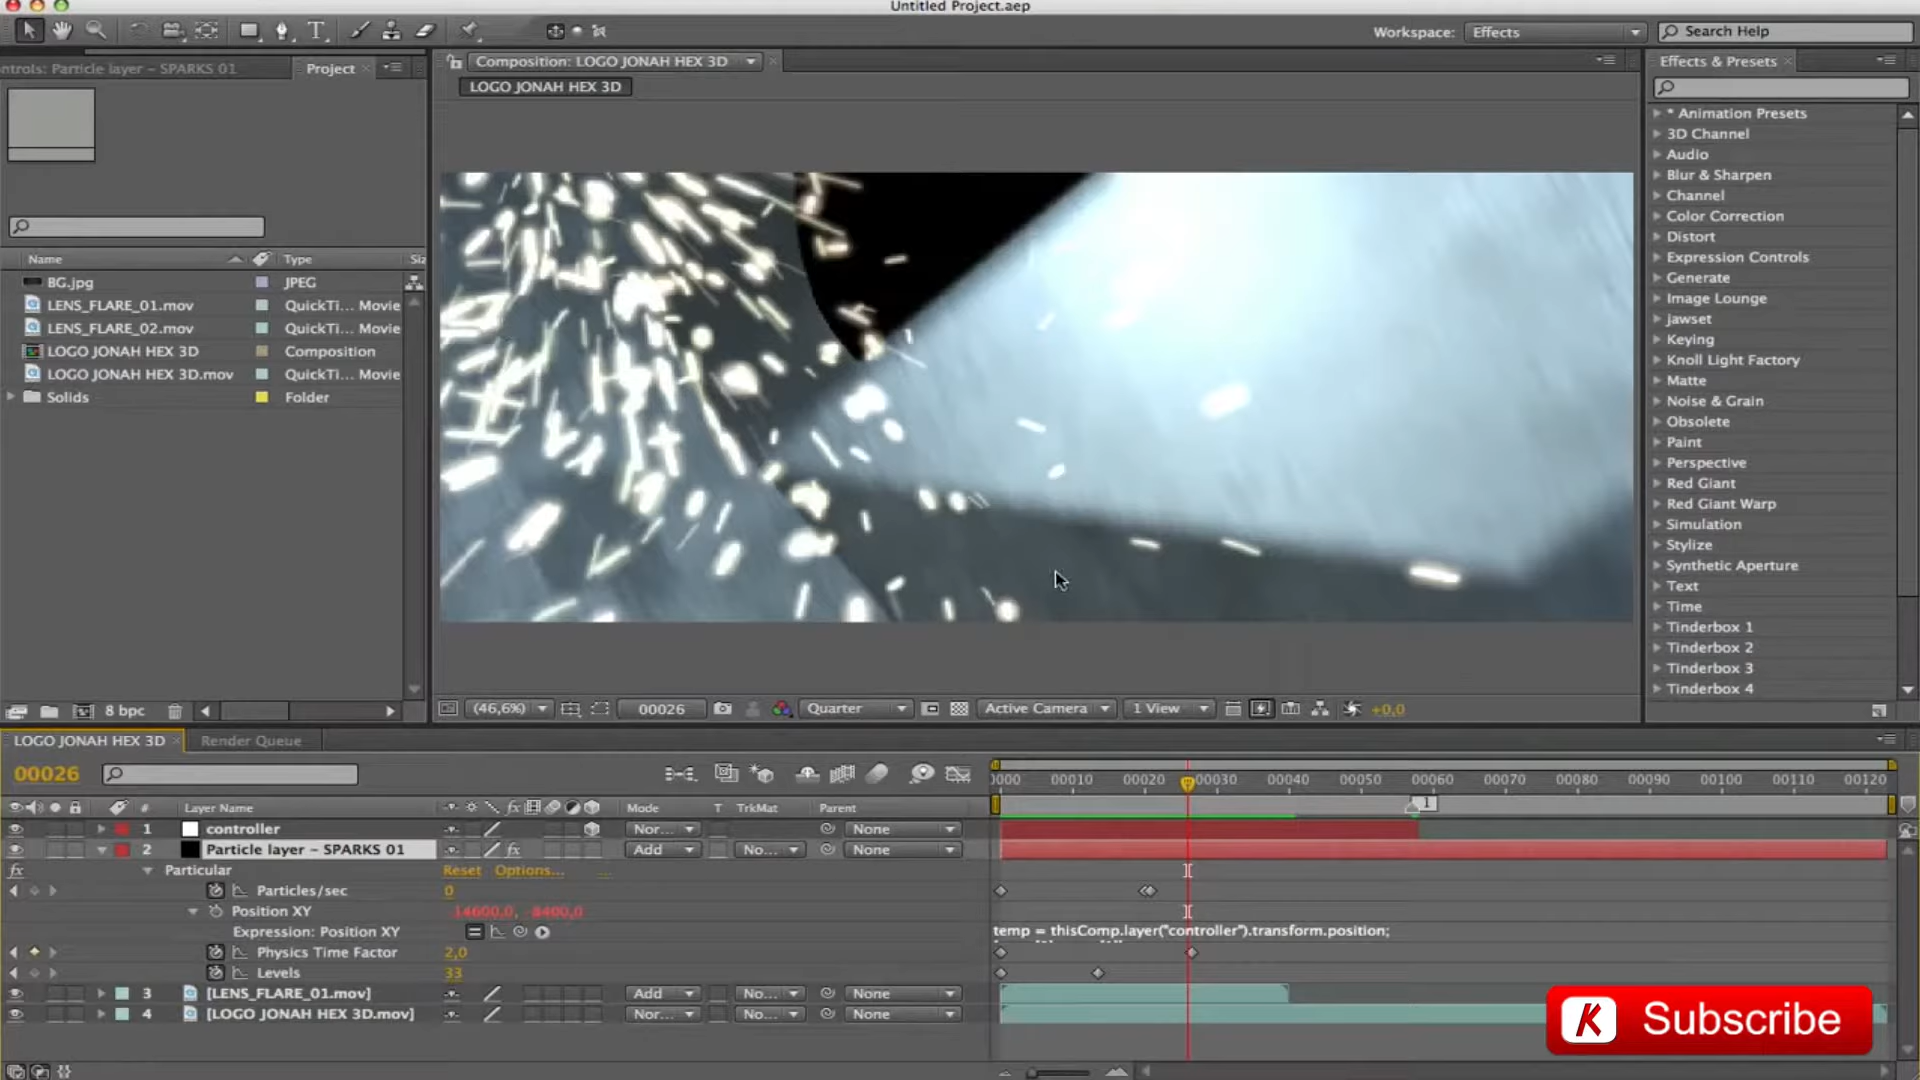 Untitled Project.aep
Workspace: Effects
Search Help
ntrols: Particle layer – SPARKS 01
Project
Composition: LOGO JONAH HEX 3D
Effects & Presets
LOGO JONAH HEX 3D
Name Type Siz
BG.jpg JPEG
LENS_FLARE_01.mov QuickTi... Movie
LENS_FLARE_02.mov QuickTi... Movie
LOGO JONAH HEX 3D Composition
LOGO JONAH HEX 3D.mov QuickTi... Movie
Solids Folder
* Animation Presets
3D Channel
Audio
Blur & Sharpen
Channel
Color Correction
Distort
Expression Controls
Generate
Image Lounge
Jawset
Keying
Knoll Light Factory
Matte
Noise & Grain
Obsolete
Paint
Perspective
Red Giant
Red Giant Warp
Simulation
Stylize
Synthetic Aperture
Text
Time
Tinderbox 1
Tinderbox 2
Tinderbox 3
Tinderbox 4
8 bpc
(46,6%) 00026 Quarter Active Camera 1 View +0,0
LOGO JONAH HEX 3D Render Queue
00026
0000 00010 00020 00030 00040 00050 00060 00070 00080 00090 00100 00110 00120
# Layer Name Mode T TrkMat Parent
1
1 controller Nor... None
2 Particle layer – SPARKS 01 Add No... None
Particular Reset Options...
Particles/sec 0
Position XY 14600,0, -8400,0
Expression: Position XY
temp = thisComp.layer("controller").transform.position;
Physics Time Factor 2,0
Levels 33
3 [LENS_FLARE_01.mov] Add No... None
4 [LOGO JONAH HEX 3D.mov] Nor... No... None
K Subscribe